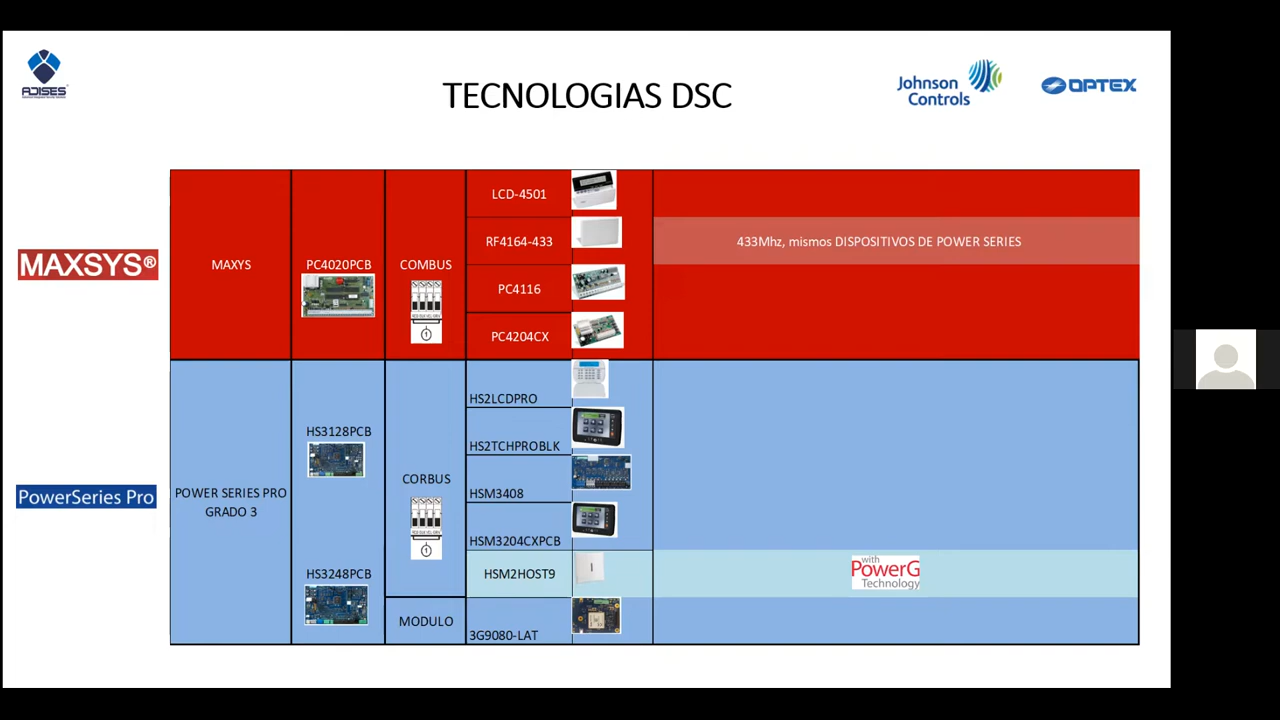 ADISES
TECNOLOGIAS DSC
Johnson
Controls
OPTEX
MAXSYS®
MAXYS
PC4020PCB
COMBUS
LCD-4501
RF4164-433
433Mhz, mismos DISPOSITIVOS DE POWER SERIES
PC4116
PC4204CX
PowerSeries Pro
POWER SERIES PRO
GRADO 3
HS3128PCB
HS3248PCB
CORBUS
HS2LCDPRO
HS2TCHPROBLK
HSM3408
HSM3204CXPCB
HSM2HOST9
with
PowerG
Technology
MODULO
3G9080-LAT